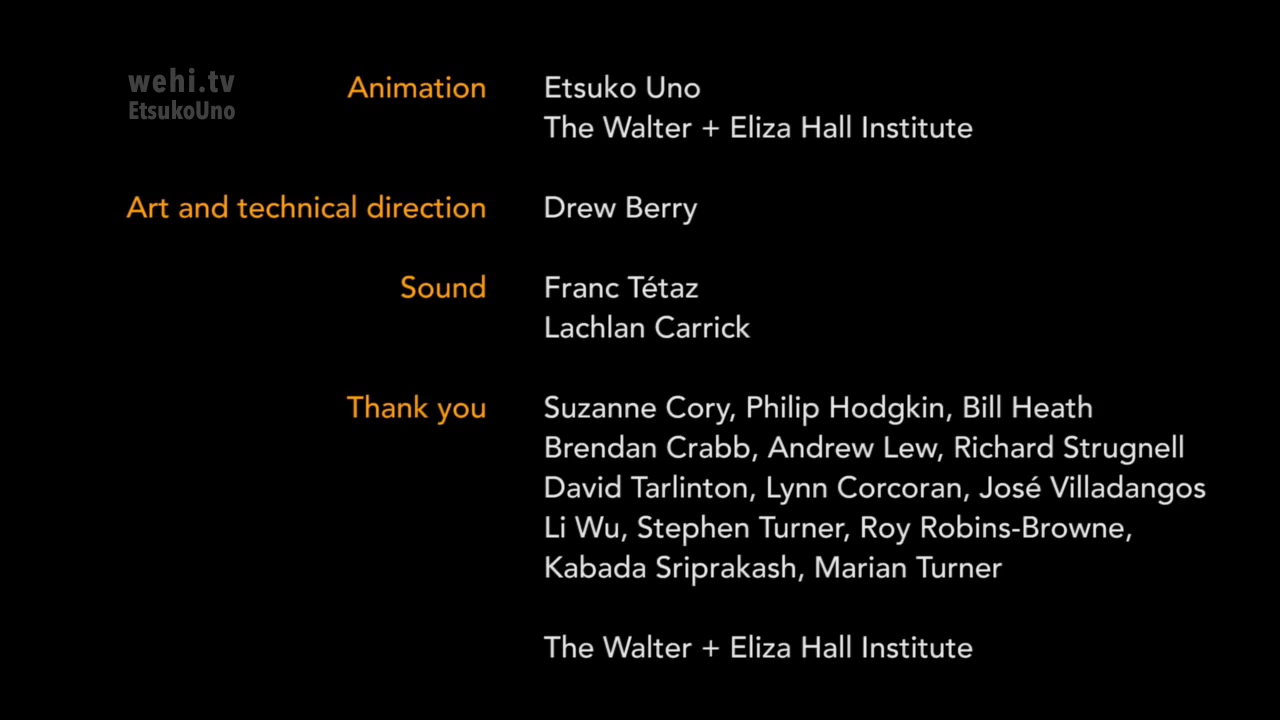 wehi.tv
EtsukoUno
Animation Etsuko Uno
The Walter + Eliza Hall Institute
Art and technical direction Drew Berry
Sound Franc Tétaz
Lachlan Carrick
Thank you Suzanne Cory, Philip Hodgkin, Bill Heath
Brendan Crabb, Andrew Lew, Richard Strugnell
David Tarlinton, Lynn Corcoran, José Villadangos
Li Wu, Stephen Turner, Roy Robins-Browne,
Kabada Sriprakash, Marian Turner
The Walter + Eliza Hall Institute